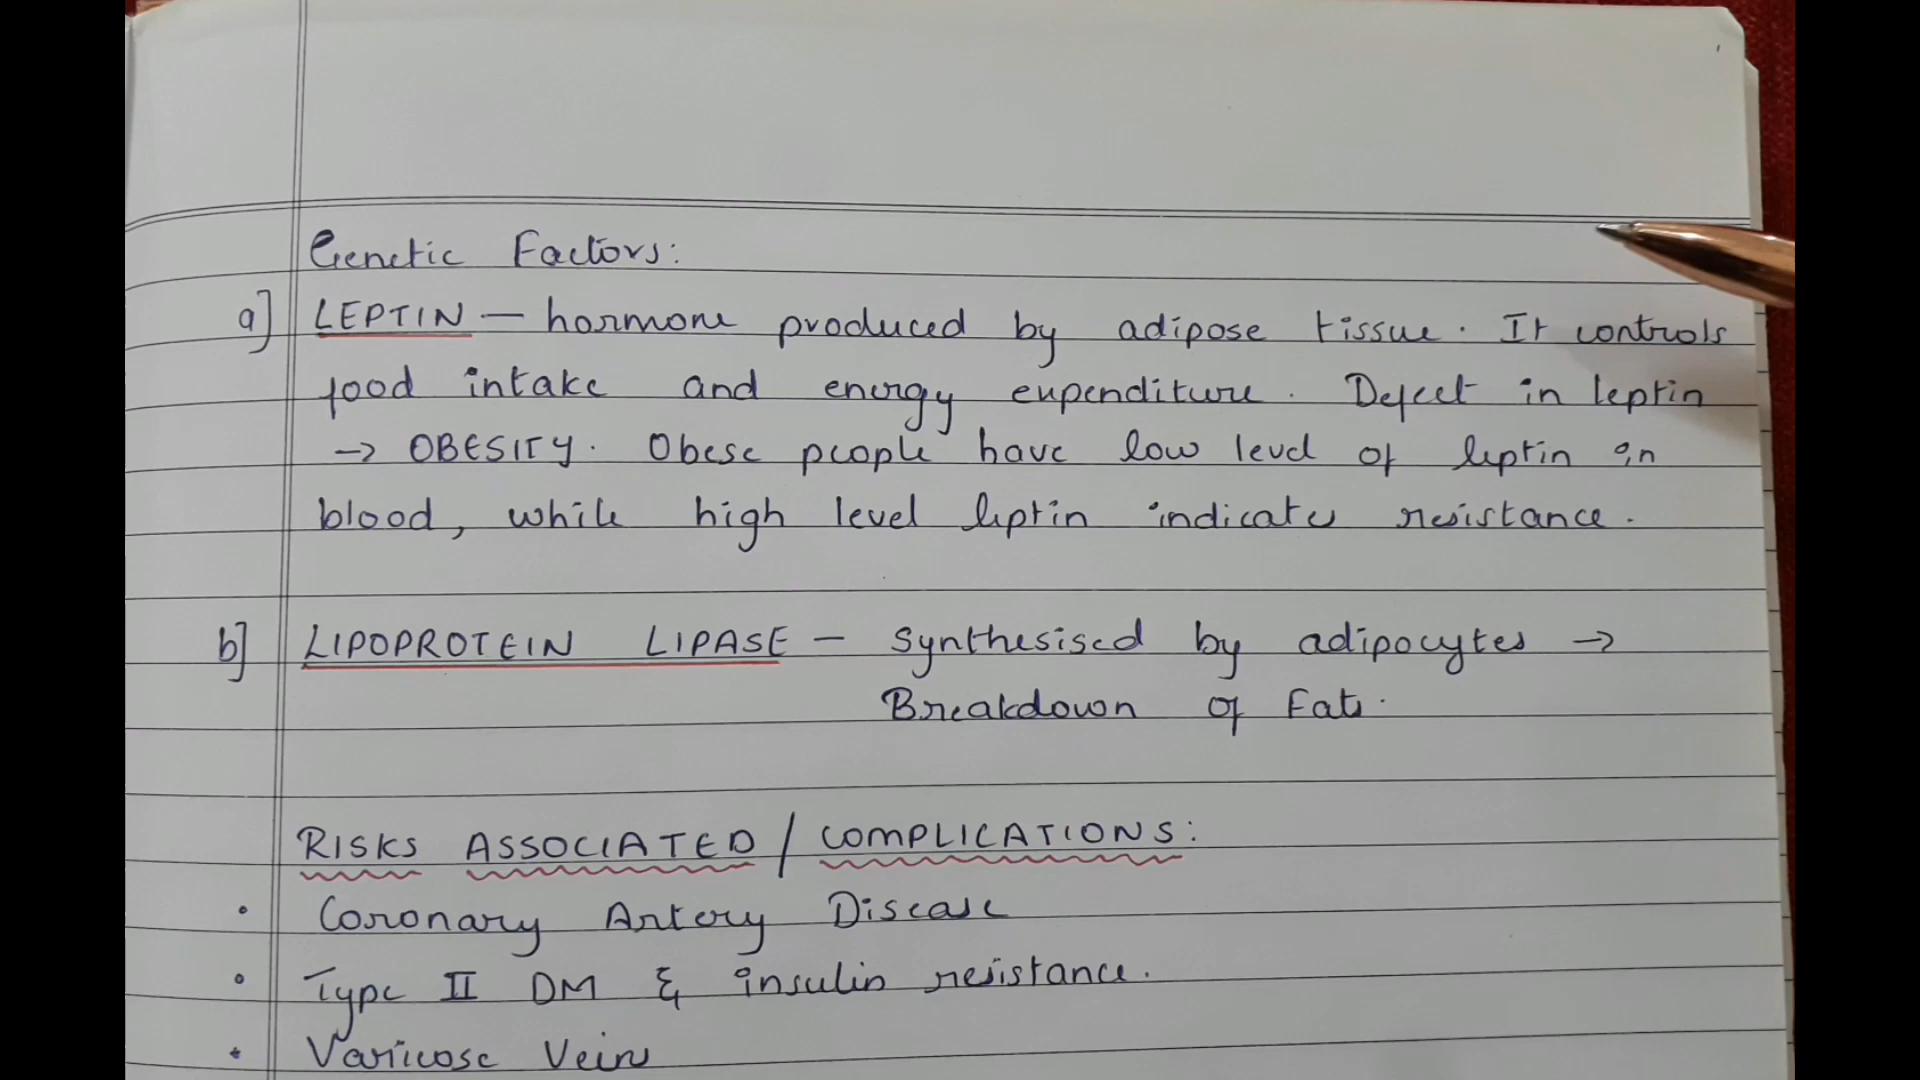 Genetic Factors:
a] LEPTIN — hormone produced by adipose tissue. It controls
food intake and energy expenditure. Defect in leptin
→ OBESITY. Obese people have low level of leptin in
blood, while high level leptin indicates resistance.
b] LIPOPROTEIN LIPASE — Synthesised by adipocytes →
Breakdown of Fats.
RISKS ASSOCIATED / COMPLICATIONS:
• Coronary Artery Disease
• Type II DM & insulin resistance.
• Varicose Veins